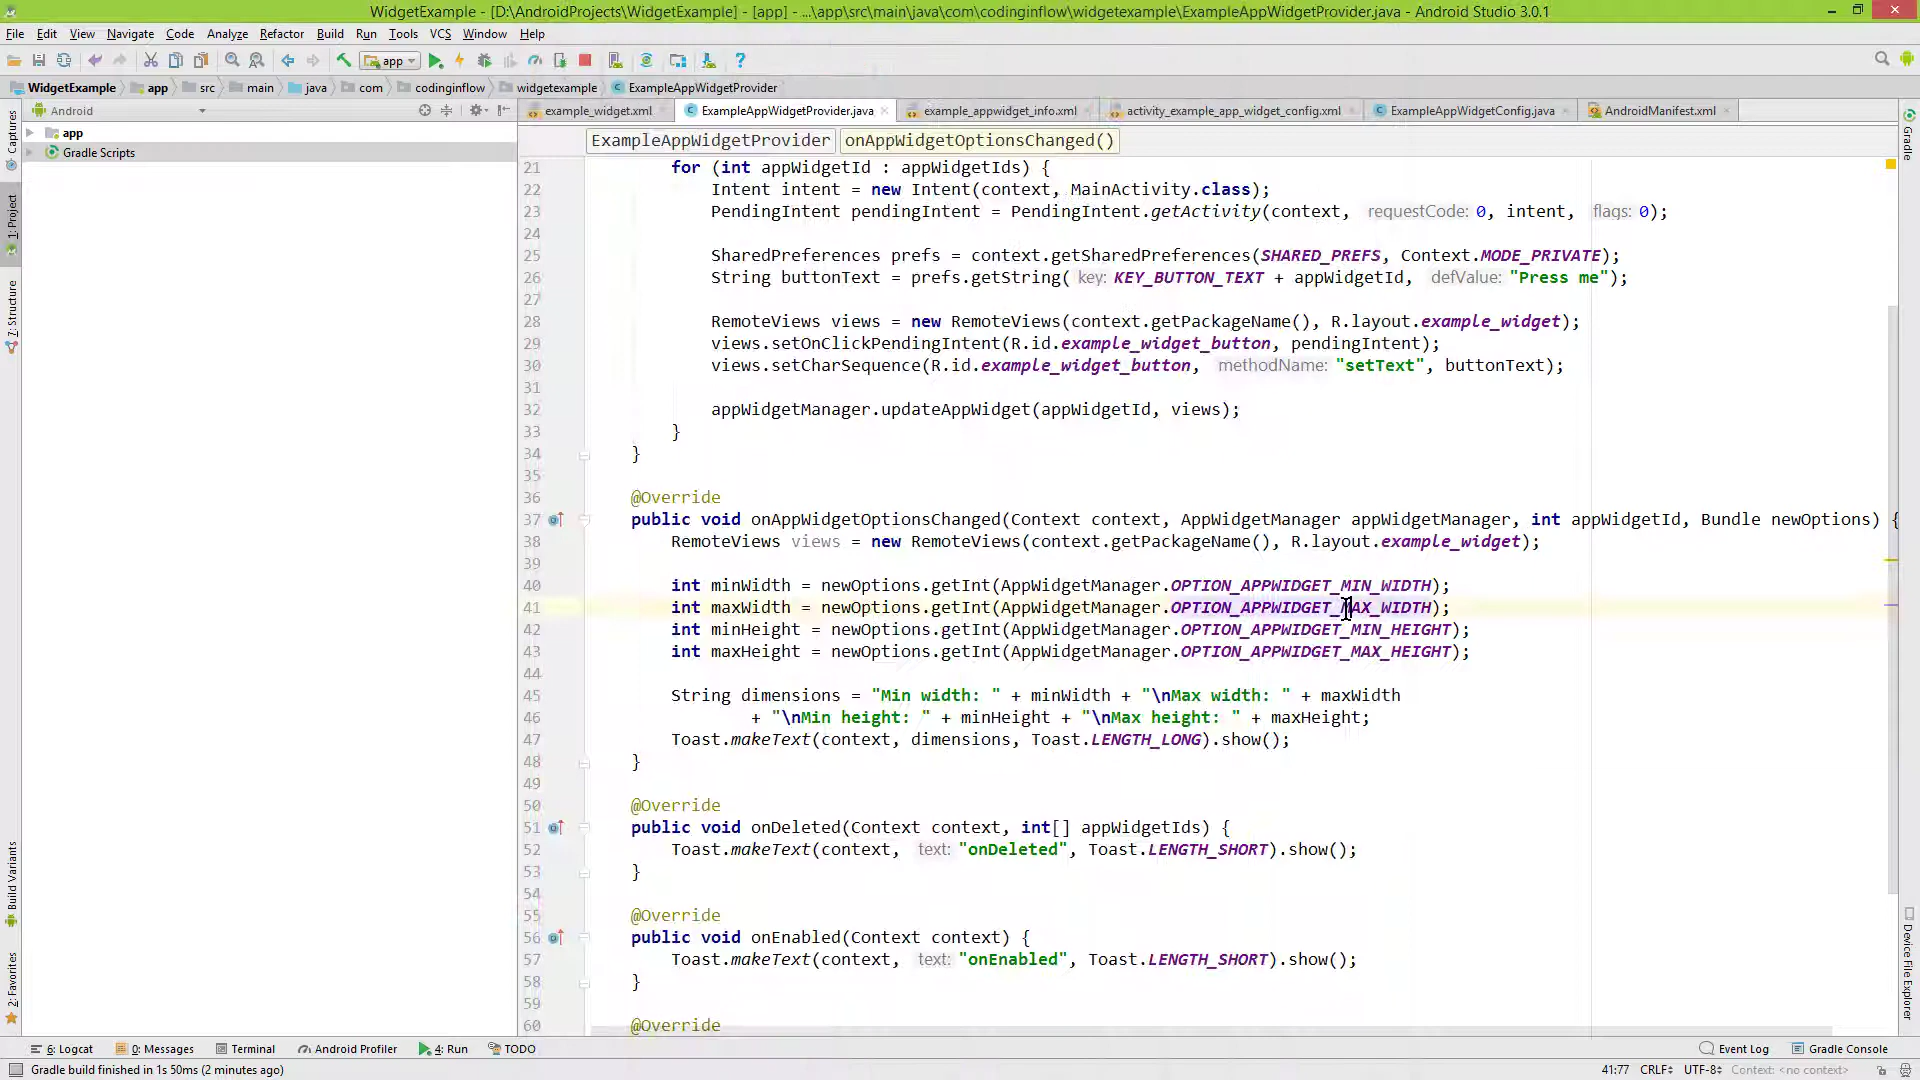 WidgetExample - [D:\AndroidProjects\WidgetExample] - [app] - ...\app\src\main\java\com\codinginflow\widgetexample\ExampleAppWidgetProvider.java - Android Studio 3.0.1
File Edit View Navigate Code Analyze Refactor Build Run Tools VCS Window Help
app
WidgetExample app src main java com codinginflow widgetexample ExampleAppWidgetProvider
Android
example_widget.xml ExampleAppWidgetProvider.java example_appwidget_info.xml activity_example_app_widget_config.xml ExampleAppWidgetConfig.java AndroidManifest.xml
app
Gradle Scripts
ExampleAppWidgetProvider onAppWidgetOptionsChanged()
21 for (int appWidgetId : appWidgetIds) {
22 Intent intent = new Intent(context, MainActivity.class);
23 PendingIntent pendingIntent = PendingIntent.getActivity(context, requestCode: 0, intent, flags: 0);
24
25 SharedPreferences prefs = context.getSharedPreferences(SHARED_PREFS, Context.MODE_PRIVATE);
26 String buttonText = prefs.getString( key: KEY_BUTTON_TEXT + appWidgetId, defValue: "Press me");
27
28 RemoteViews views = new RemoteViews(context.getPackageName(), R.layout.example_widget);
29 views.setOnClickPendingIntent(R.id.example_widget_button, pendingIntent);
30 views.setCharSequence(R.id.example_widget_button, methodName: "setText", buttonText);
31
32 appWidgetManager.updateAppWidget(appWidgetId, views);
33 }
34 }
35
36 @Override
37 public void onAppWidgetOptionsChanged(Context context, AppWidgetManager appWidgetManager, int appWidgetId, Bundle newOptions) {
38 RemoteViews views = new RemoteViews(context.getPackageName(), R.layout.example_widget);
39
40 int minWidth = newOptions.getInt(AppWidgetManager.OPTION_APPWIDGET_MIN_WIDTH);
41 int maxWidth = newOptions.getInt(AppWidgetManager.OPTION_APPWIDGET_MAX_WIDTH);
42 int minHeight = newOptions.getInt(AppWidgetManager.OPTION_APPWIDGET_MIN_HEIGHT);
43 int maxHeight = newOptions.getInt(AppWidgetManager.OPTION_APPWIDGET_MAX_HEIGHT);
44
45 String dimensions = "Min width: " + minWidth + "\nMax width: " + maxWidth
46 + "\nMin height: " + minHeight + "\nMax height: " + maxHeight;
47 Toast.makeText(context, dimensions, Toast.LENGTH_LONG).show();
48 }
49
50 @Override
51 public void onDeleted(Context context, int[] appWidgetIds) {
52 Toast.makeText(context, text: "onDeleted", Toast.LENGTH_SHORT).show();
53 }
54
55 @Override
56 public void onEnabled(Context context) {
57 Toast.makeText(context, text: "onEnabled", Toast.LENGTH_SHORT).show();
58 }
59
60 @Override
Captures
1: Project
7: Structure
Build Variants
2: Favorites
Gradle
Device File Explorer
6: Logcat 0: Messages Terminal Android Profiler 4: Run TODO Event Log Gradle Console
Gradle build finished in 1s 50ms (2 minutes ago) 41:77 CRLF UTF-8 Context: <no context>